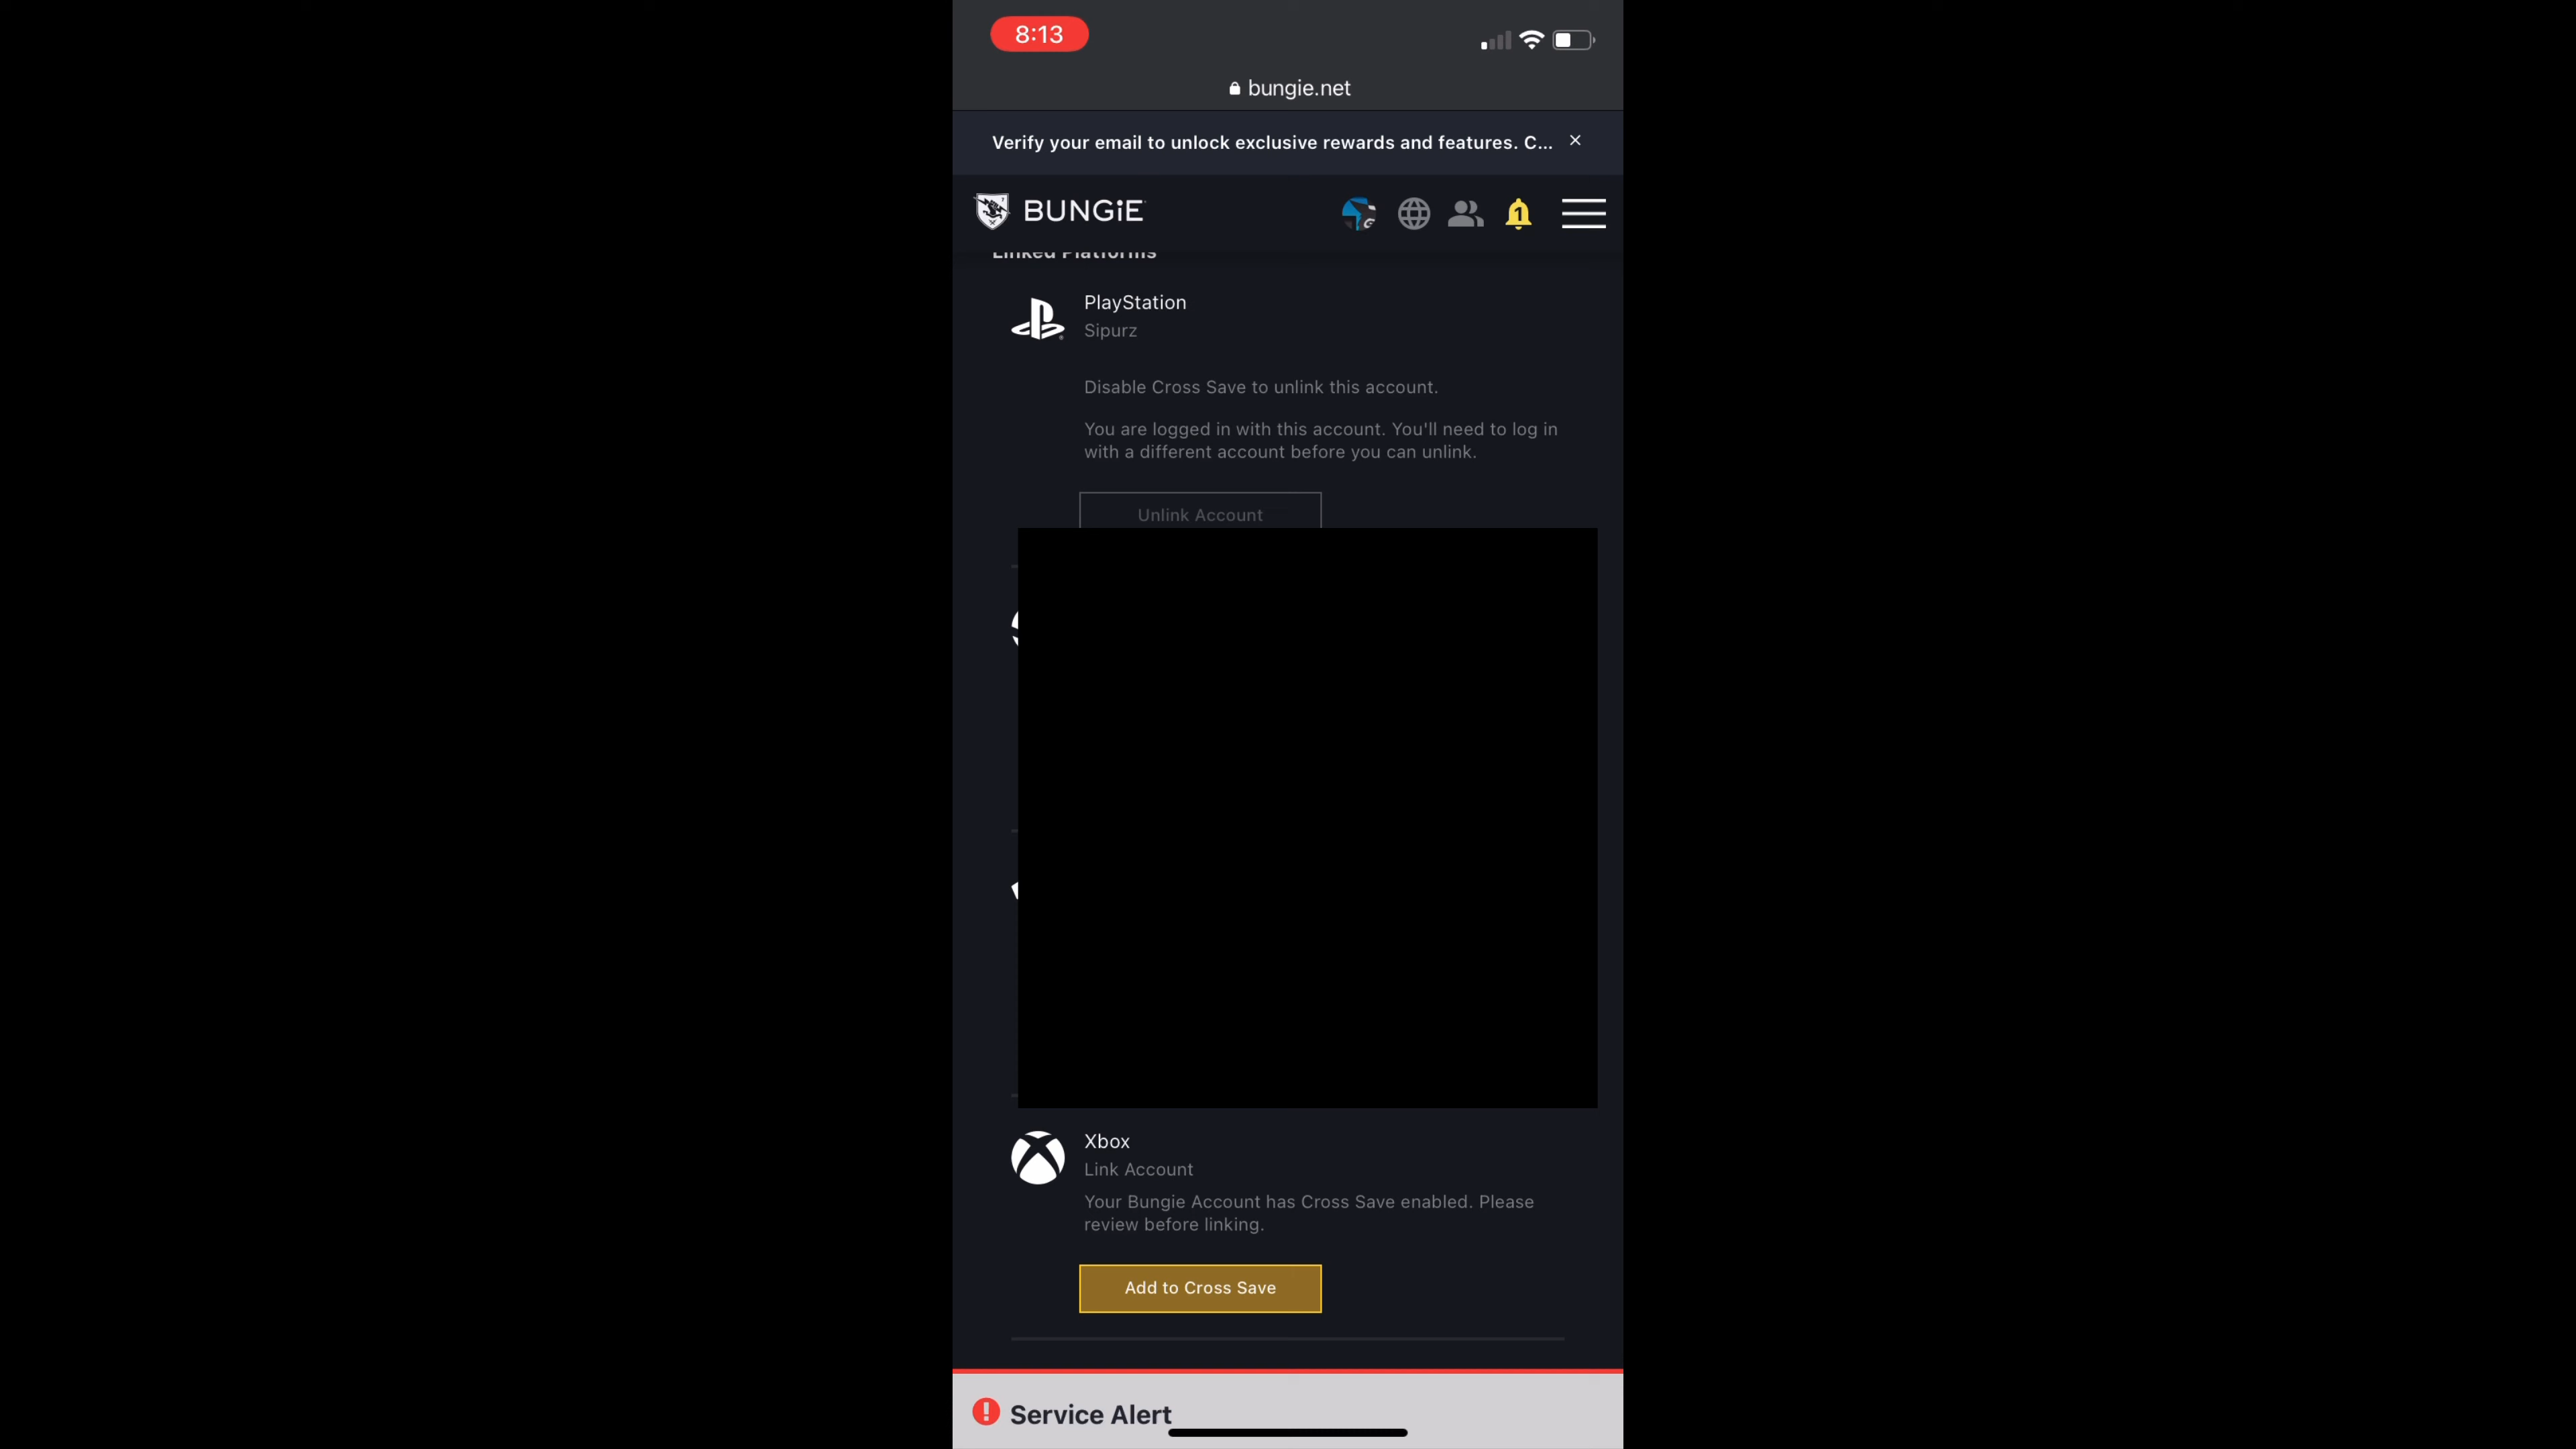 8:13
bungie.net
Verify your email to unlock exclusive rewards and features. C...
BUNGiE
1
Linked Platforms
PlayStation
Sipurz
Disable Cross Save to unlink this account.
You are logged in with this account. You'll need to log in
with a different account before you can unlink.
Unlink Account
Xbox
Link Account
Your Bungie Account has Cross Save enabled. Please
review before linking.
Add to Cross Save
Service Alert